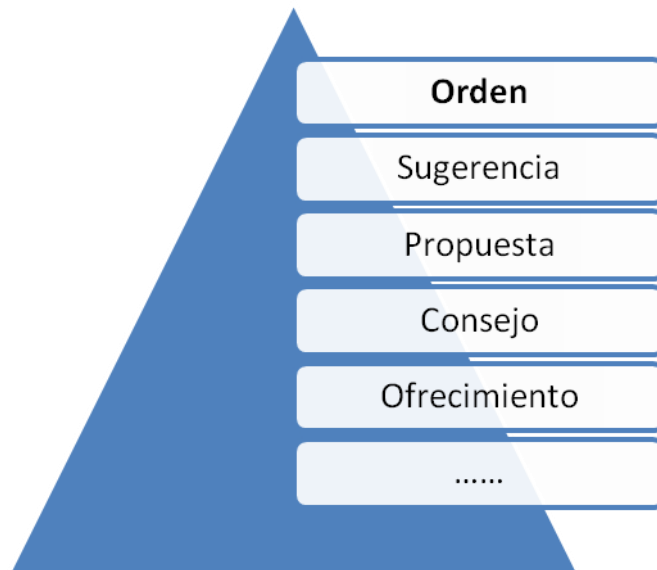 Orden
Sugerencia
Propuesta
Consejo
Ofrecimiento
......